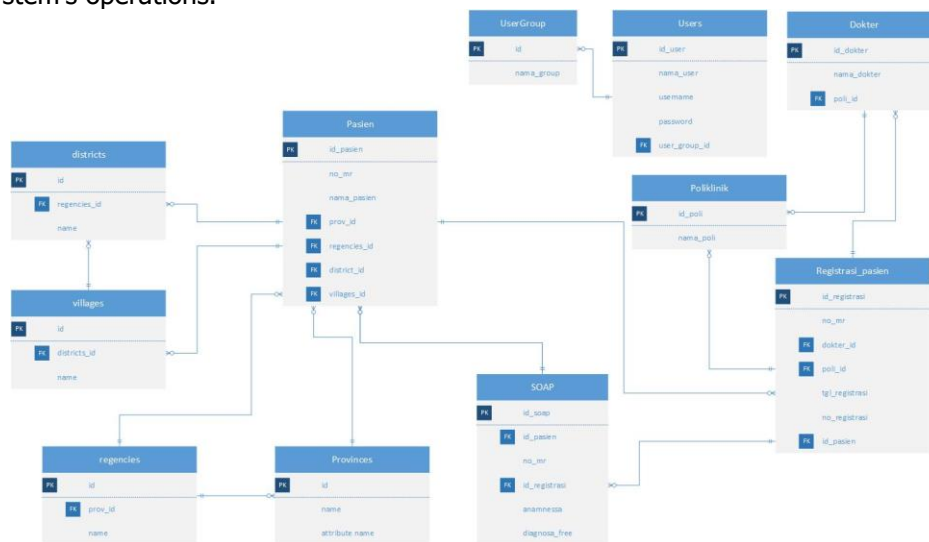 stem's operations.
UserGroup
PK id
nama_group
Users
PK id_user
nama_user
username
password
FK user_group_id
Dokter
PK id_dokter
nama_dokter
FK poli_id
Pasien
PK id_pasien
no_mr
nama_pasien
FK prov_id
FK regencies_id
FK district_id
FK villages_id
districts
PK id
FK regencies_id
name
Poliklinik
PK id_poli
nama_poli
villages
PK id
FK districts_id
name
Registrasi_pasien
PK id_registrasi
no_mr
FK dokter_id
FK poli_id
tgl_registrasi
no_registrasi
FK id_pasien
SOAP
PK id_soap
FK id_pasien
no_mr
FK id_registrasi
anamnessa
diagnosa_free
regencies
PK id
FK prov_id
name
Provinces
PK id
name
attribute name